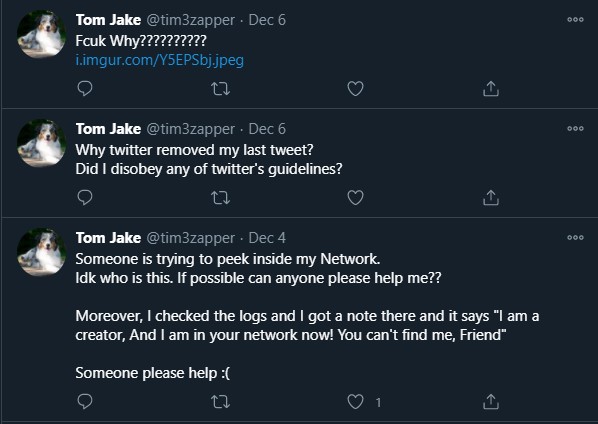 Tom Jake @tim3zapper · Dec 6
Fcuk Why??????????
i.imgur.com/Y5EPSbj.jpeg
Tom Jake @tim3zapper · Dec 6
Why twitter removed my last tweet?
Did I disobey any of twitter's guidelines?
Tom Jake @tim3zapper · Dec 4
Someone is trying to peek inside my Network.
Idk who is this. If possible can anyone please help me??
Moreover, I checked the logs and I got a note there and it says "I am a
creator, And I am in your network now! You can't find me, Friend"
Someone please help :(
1